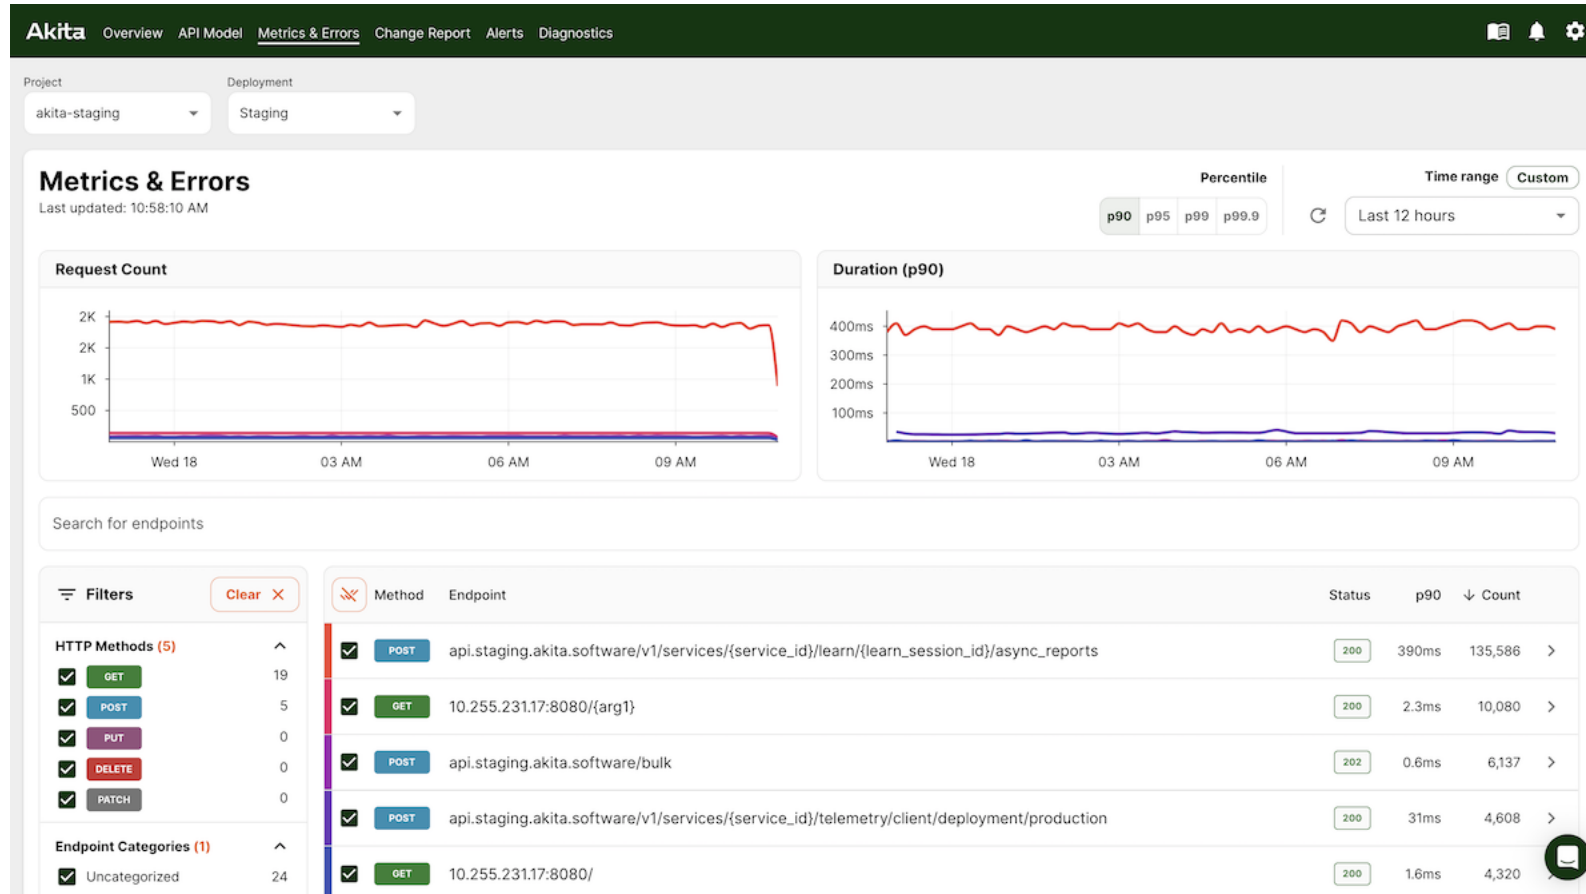 Akita Overview API Model Metrics & Errors Change Report Alerts Diagnostics
Project Deployment
akita-staging Staging
Metrics & Errors
Last updated: 10:58:10 AM
Percentile
p90 p95 p99 p99.9
Time range Custom
Last 12 hours
Request Count
2K
2K
1K
500
Wed 18 03 AM 06 AM 09 AM
Duration (p90)
400ms
300ms
200ms
100ms
Wed 18 03 AM 06 AM 09 AM
Search for endpoints
Filters Clear
HTTP Methods (5)
GET 19
POST 5
PUT 0
DELETE 0
PATCH 0
Endpoint Categories (1)
Uncategorized 24
Method Endpoint Status p90 Count
POST api.staging.akita.software/v1/services/{service_id}/learn/{learn_session_id}/async_reports 200 390ms 135,586
GET 10.255.231.17:8080/{arg1} 200 2.3ms 10,080
POST api.staging.akita.software/bulk 202 0.6ms 6,137
POST api.staging.akita.software/v1/services/{service_id}/telemetry/client/deployment/production 200 31ms 4,608
GET 10.255.231.17:8080/ 200 1.6ms 4,320